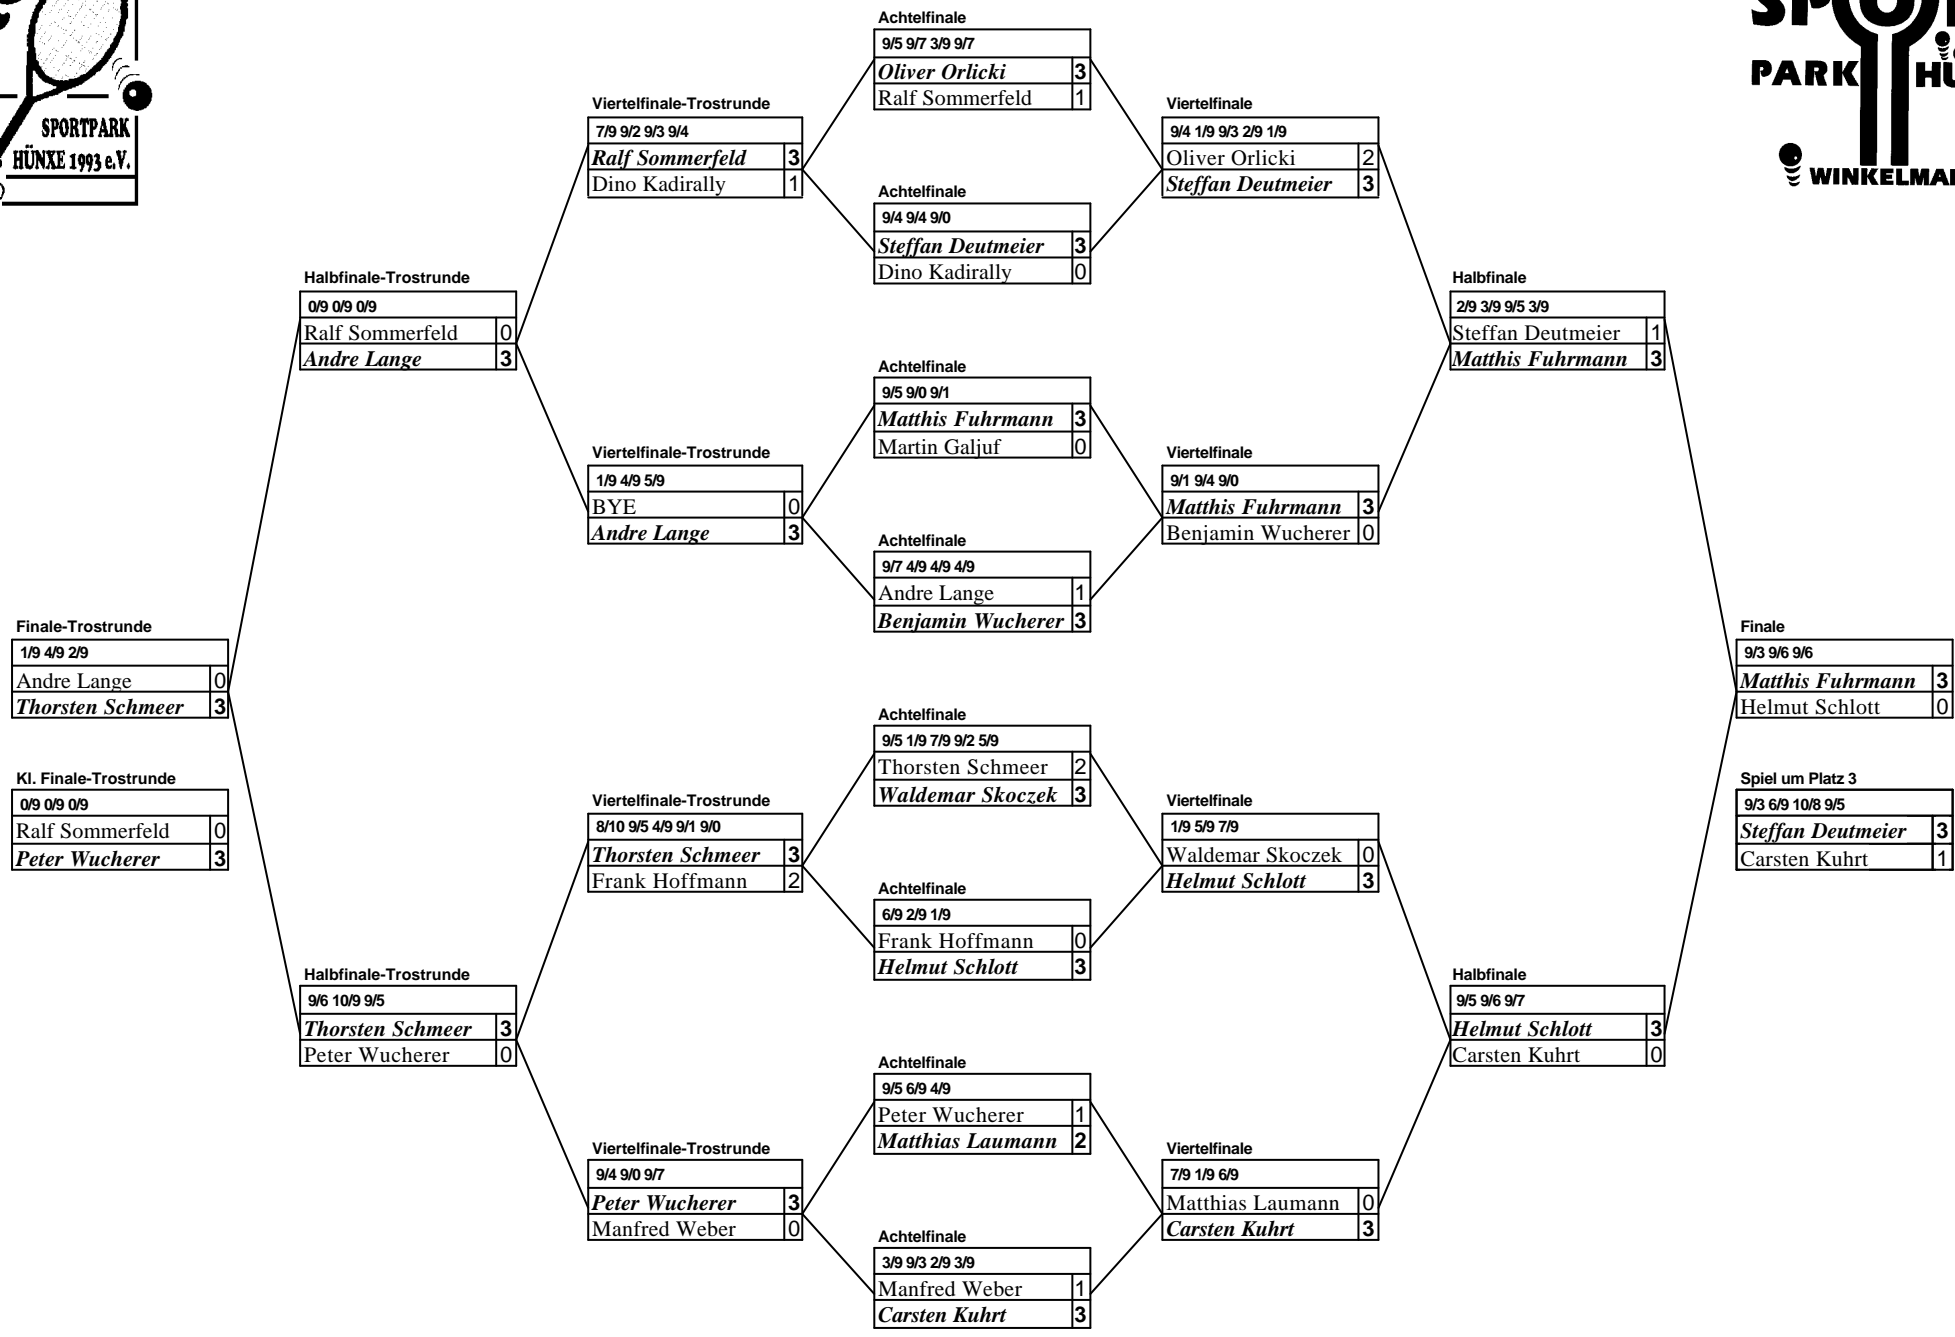 SPORTPARK
HÜNXE 1993 e.V.
PARK
WINKELMA
Finale-Trostrunde
1/9 4/9 2/9
Andre Lange 0
Thorsten Schmeer 3
Kl. Finale-Trostrunde
0/9 0/9 0/9
Ralf Sommerfeld 0
Peter Wucherer 3
Halbfinale-Trostrunde
0/9 0/9 0/9
Ralf Sommerfeld 0
Andre Lange 3
Halbfinale-Trostrunde
9/6 10/9 9/5
Thorsten Schmeer 3
Peter Wucherer 0
Viertelfinale-Trostrunde
7/9 9/2 9/3 9/4
Ralf Sommerfeld 3
Dino Kadirally 1
Viertelfinale-Trostrunde
1/9 4/9 5/9
BYE 0
Andre Lange 3
Viertelfinale-Trostrunde
8/10 9/5 4/9 9/1 9/0
Thorsten Schmeer 3
Frank Hoffmann 2
Viertelfinale-Trostrunde
9/4 9/0 9/7
Peter Wucherer 3
Manfred Weber 0
Achtelfinale
9/5 9/7 3/9 9/7
Oliver Orlicki 3
Ralf Sommerfeld 1
Achtelfinale
9/4 9/4 9/0
Steffan Deutmeier 3
Dino Kadirally 0
Achtelfinale
9/5 9/0 9/1
Matthis Fuhrmann 3
Martin Galjuf 0
Achtelfinale
9/7 4/9 4/9 4/9
Andre Lange 1
Benjamin Wucherer 3
Achtelfinale
9/5 1/9 7/9 9/2 5/9
Thorsten Schmeer 2
Waldemar Skoczek 3
Achtelfinale
6/9 2/9 1/9
Frank Hoffmann 0
Helmut Schlott 3
Achtelfinale
9/5 6/9 4/9
Peter Wucherer 1
Matthias Laumann 2
Achtelfinale
3/9 9/3 2/9 3/9
Manfred Weber 1
Carsten Kuhrt 3
Viertelfinale
9/4 1/9 9/3 2/9 1/9
Oliver Orlicki 2
Steffan Deutmeier 3
Viertelfinale
9/1 9/4 9/0
Matthis Fuhrmann 3
Benjamin Wucherer 0
Viertelfinale
1/9 5/9 7/9
Waldemar Skoczek 0
Helmut Schlott 3
Viertelfinale
7/9 1/9 6/9
Matthias Laumann 0
Carsten Kuhrt 3
Halbfinale
2/9 3/9 9/5 3/9
Steffan Deutmeier 1
Matthis Fuhrmann 3
Halbfinale
9/5 9/6 9/7
Helmut Schlott 3
Carsten Kuhrt 0
Finale
9/3 9/6 9/6
Matthis Fuhrmann 3
Helmut Schlott 0
Spiel um Platz 3
9/3 6/9 10/8 9/5
Steffan Deutmeier 3
Carsten Kuhrt 1